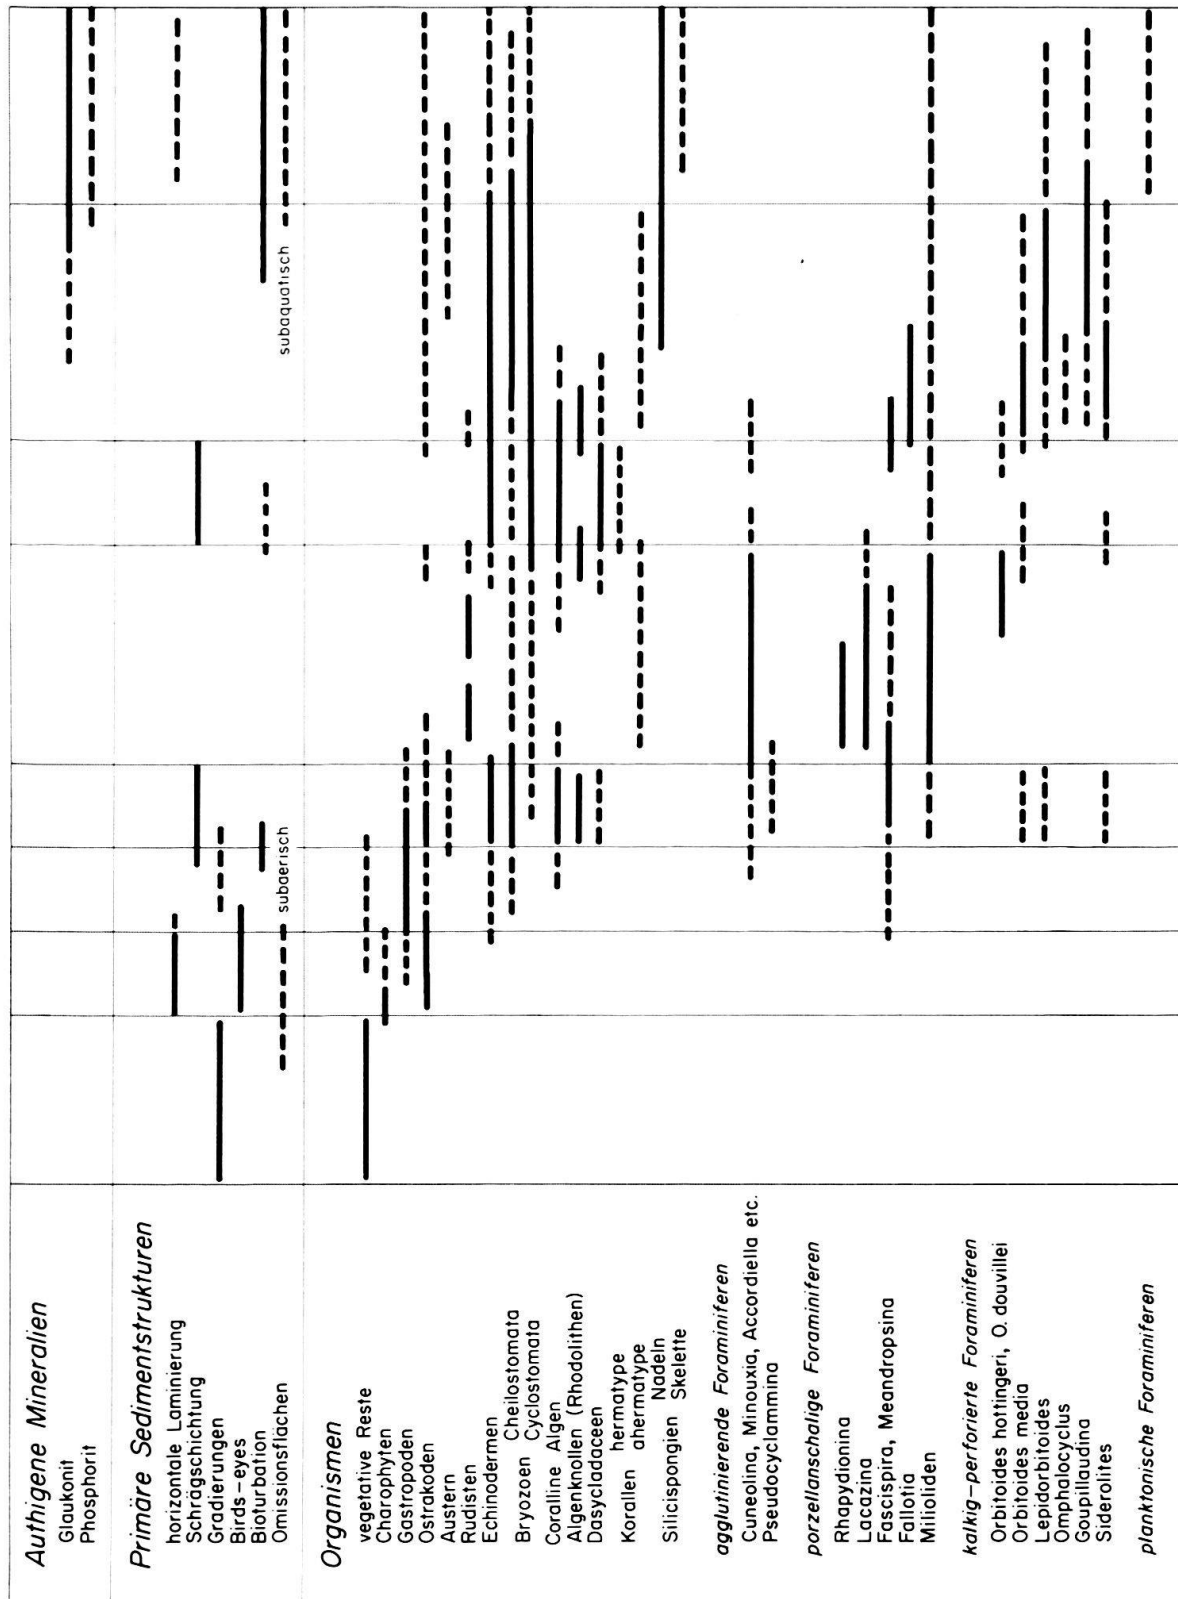 Authigene Mineralien
Glaukonit
Phosphorit
Primäre Sedimentstrukturen
horizontale Laminierung
Schrägschichtung
Gradierungen
Birds-eyes
Bioturbation
Omissionsflächen
subaerisch
subaquatisch
Organismen
vegetative Reste
Charophyten
Gastropoden
Ostrakoden
Austern
Rudisten
Echinodermen
Bryozoen Cheilostomata
Cyclostomata
Coralline Algen
Algenknollen (Rhodolithen)
Dasycladaceen
Korallen hermatype
ahermatype
Silicispongien Nadeln
Skelette
agglutinierende Foraminiferen
Cuneolina, Minouxia, Accordiella etc.
Pseudocyclammina
porzellanschalige Foraminiferen
Rhapydionina
Lacazina
Fascispira, Meandropsina
Fallotia
Milioliden
kalkig-perforierte Foraminiferen
Orbitoides hottingeri, O. douvillei
Orbitoides media
Lepidorbitoides
Omphalocyclus
Goupillaudina
Siderolites
planktonische Foraminiferen